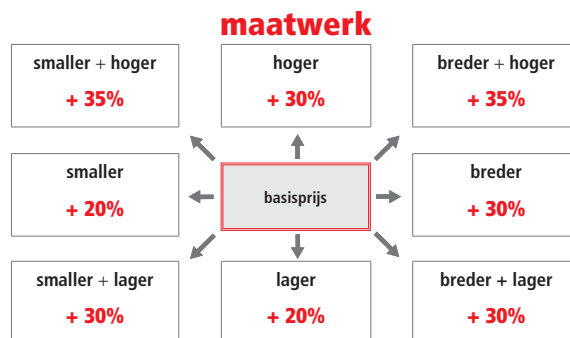 maatwerk
smaller + hoger
+ 35%
hoger
+ 30%
breder + hoger
+ 35%
smaller
+ 20%
basisprijs
breder
+ 30%
smaller + lager
+ 30%
lager
+ 20%
breder + lager
+ 30%